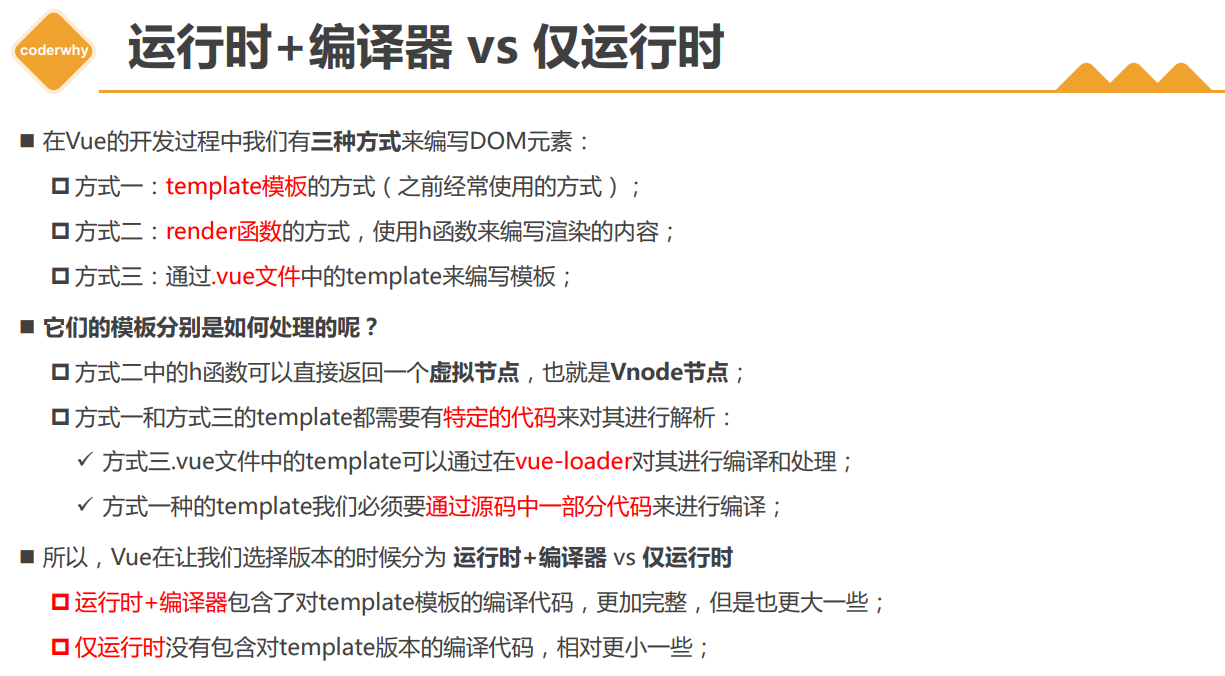 coderwhy
运行时+编译器 vs 仅运行时
在Vue的开发过程中我们有三种方式来编写DOM元素：
方式一：template模板的方式（之前经常使用的方式）；
方式二：render函数的方式，使用h函数来编写渲染的内容；
方式三：通过.vue文件中的template来编写模板；
它们的模板分别是如何处理的呢？
方式二中的h函数可以直接返回一个虚拟节点，也就是Vnode节点；
方式一和方式三的template都需要有特定的代码来对其进行解析：
方式三.vue文件中的template可以通过在vue-loader对其进行编译和处理；
方式一种的template我们必须要通过源码中一部分代码来进行编译；
所以，Vue在让我们选择版本的时候分为 运行时+编译器 vs 仅运行时
运行时+编译器包含了对template模板的编译代码，更加完整，但是也更大一些；
仅运行时没有包含对template版本的编译代码，相对更小一些；